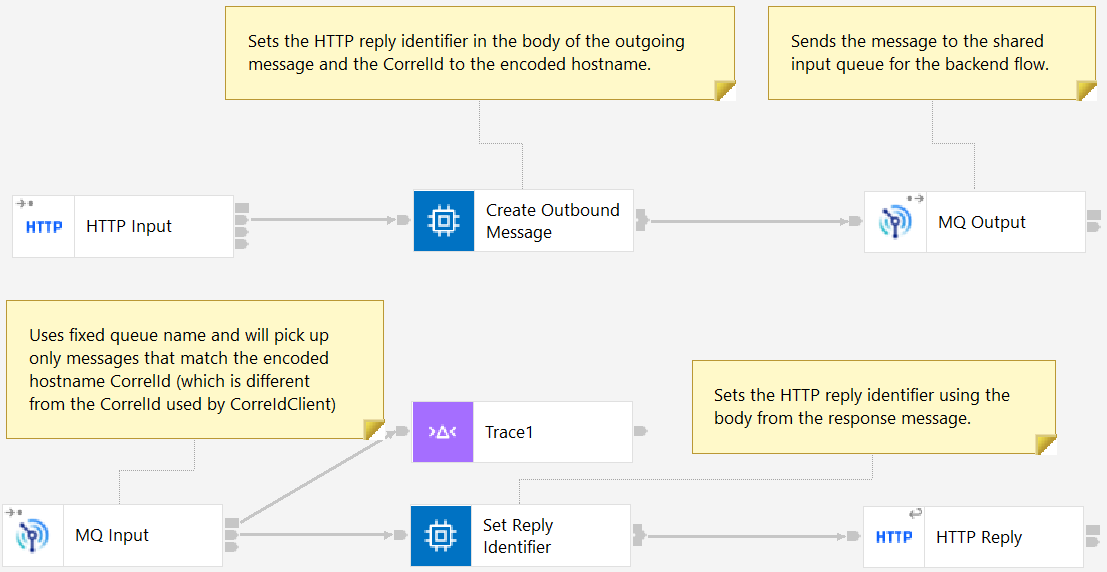 Sets the HTTP reply identifier in the body of the outgoing
message and the CorrelId to the encoded hostname.
Sends the message to the shared
input queue for the backend flow.
HTTP
HTTP Input
Create Outbound
Message
MQ Output
Uses fixed queue name and will pick up
only messages that match the encoded
hostname CorrelId (which is different
from the CorrelId used by CorreIdClient)
Sets the HTTP reply identifier using the
body from the response message.
Trace1
MQ Input
Set Reply
Identifier
HTTP
HTTP Reply